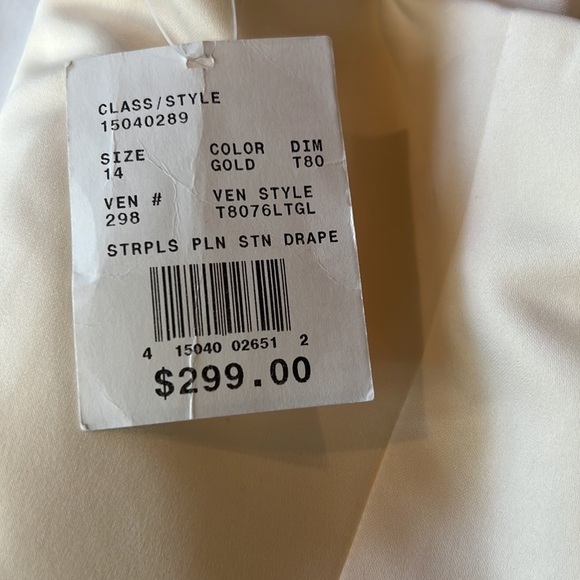 CLASS/STYLE
15040289
SIZE COLOR DIM
14 GOLD T80
VEN # VEN STYLE
298 T8076LTGL
STRPLS PLN STN DRAPE
4 15040 02651 2
$299.00